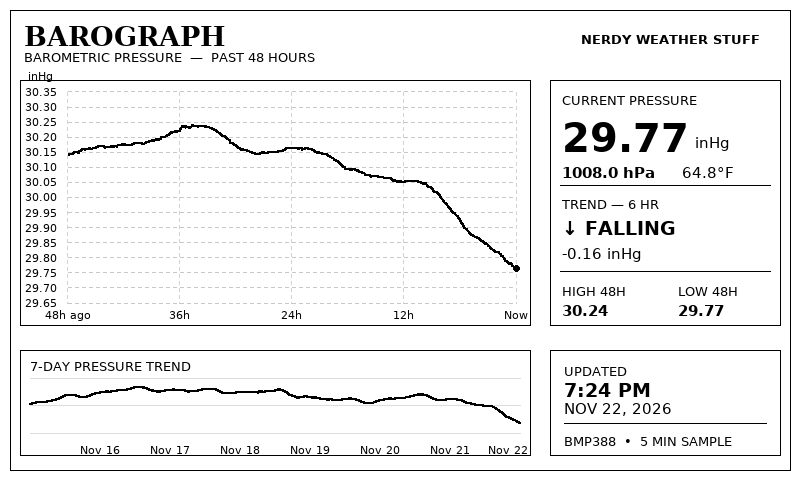 BAROGRAPH
BAROMETRIC PRESSURE — PAST 48 HOURS
NERDY WEATHER STUFF
inHg
30.35
30.30
30.25
30.20
30.15
30.10
30.05
30.00
29.95
29.90
29.85
29.80
29.75
29.70
29.65
48h ago 36h 24h 12h Now
CURRENT PRESSURE
29.77 inHg
1008.0 hPa 64.8°F
TREND — 6 HR
↓ FALLING
-0.16 inHg
HIGH 48H LOW 48H
30.24 29.77
7-DAY PRESSURE TREND
Nov 16 Nov 17 Nov 18 Nov 19 Nov 20 Nov 21 Nov 22
UPDATED
7:24 PM
NOV 22, 2026
BMP388 • 5 MIN SAMPLE